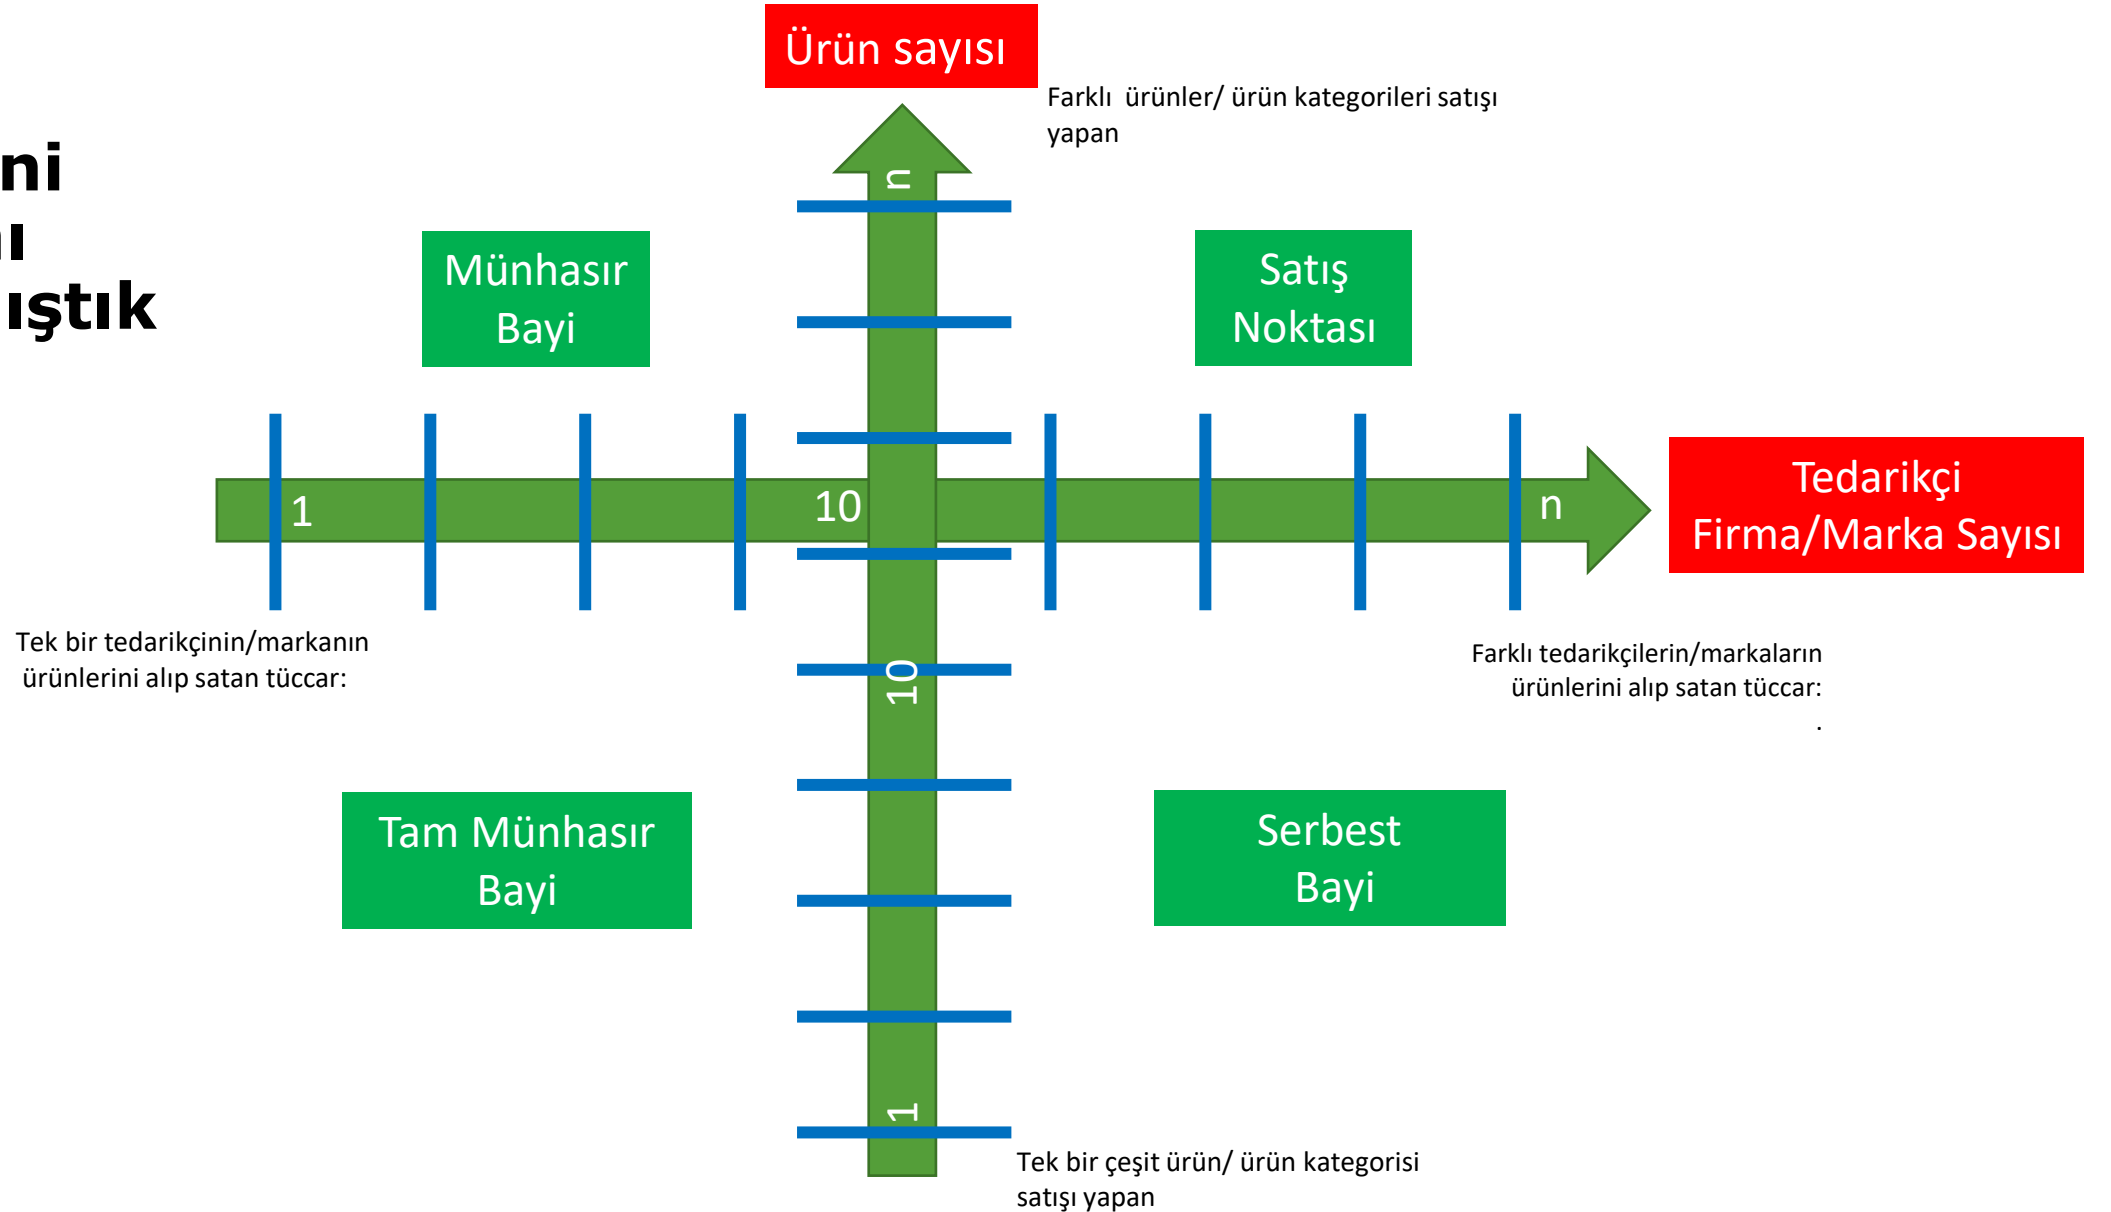 Ürün sayısı
Farklı ürünler/ ürün kategorileri satışı
yapan
ni
ıştık
n
Münhasır
Bayi
Satış
Noktası
1
10
n
Tedarikçi
Firma/Marka Sayısı
Tek bir tedarikçinin/markanın
ürünlerini alıp satan tüccar:
Farklı tedarikçilerin/markaların
ürünlerini alıp satan tüccar:
.
10
Tam Münhasır
Bayi
Serbest
Bayi
1
Tek bir çeşit ürün/ ürün kategorisi
satışı yapan